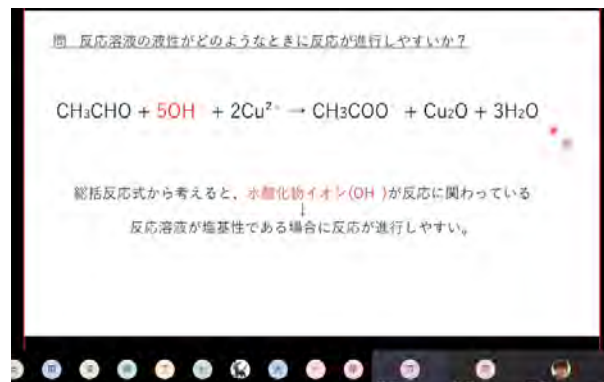 問 反応溶液の液性がどのようなときに反応が進行しやすいか？
CH₃CHO + 5OH⁻ + 2Cu²⁺ → CH₃COO⁻ + Cu₂O + 3H₂O
総括反応式から考えると、水酸化物イオン(OH⁻)が反応に関わっている
↓
反応溶液が塩基性である場合に反応が進行しやすい。